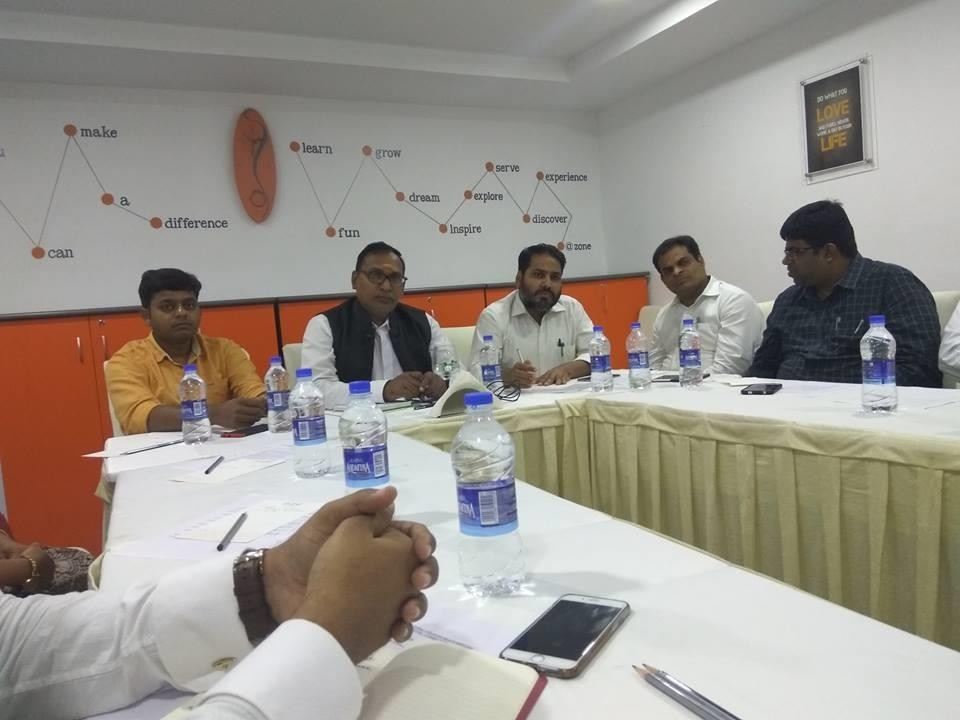 make
can
a
difference
learn
fun
grow
dream
Inspire
explore
serve
discover
experience
@zone
DO WHAT YOU
LOVE
LIFE
AQUAFINA
AQUAFINA